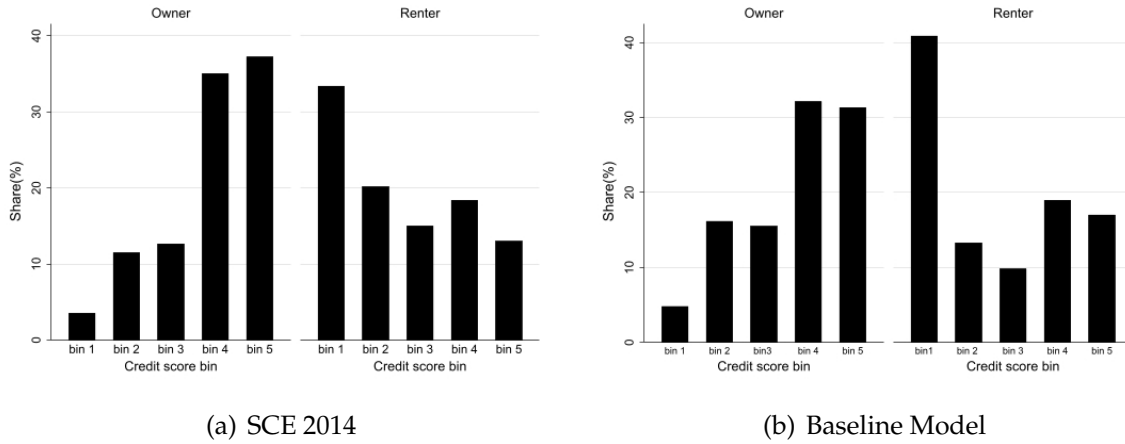 Owner Renter
Share(%)
40
30
20
10
0
bin 1 bin 2 bin 3 bin 4 bin 5 bin 1 bin 2 bin 3 bin 4 bin 5
Credit score bin Credit score bin
(a) SCE 2014
Owner Renter
Share(%)
40
30
20
10
0
bin 1 bin 2 bin3 bin 4 bin 5 bin1 bin 2 bin 3 bin 4 bin 5
Credit score bin Credit score bin
(b) Baseline Model